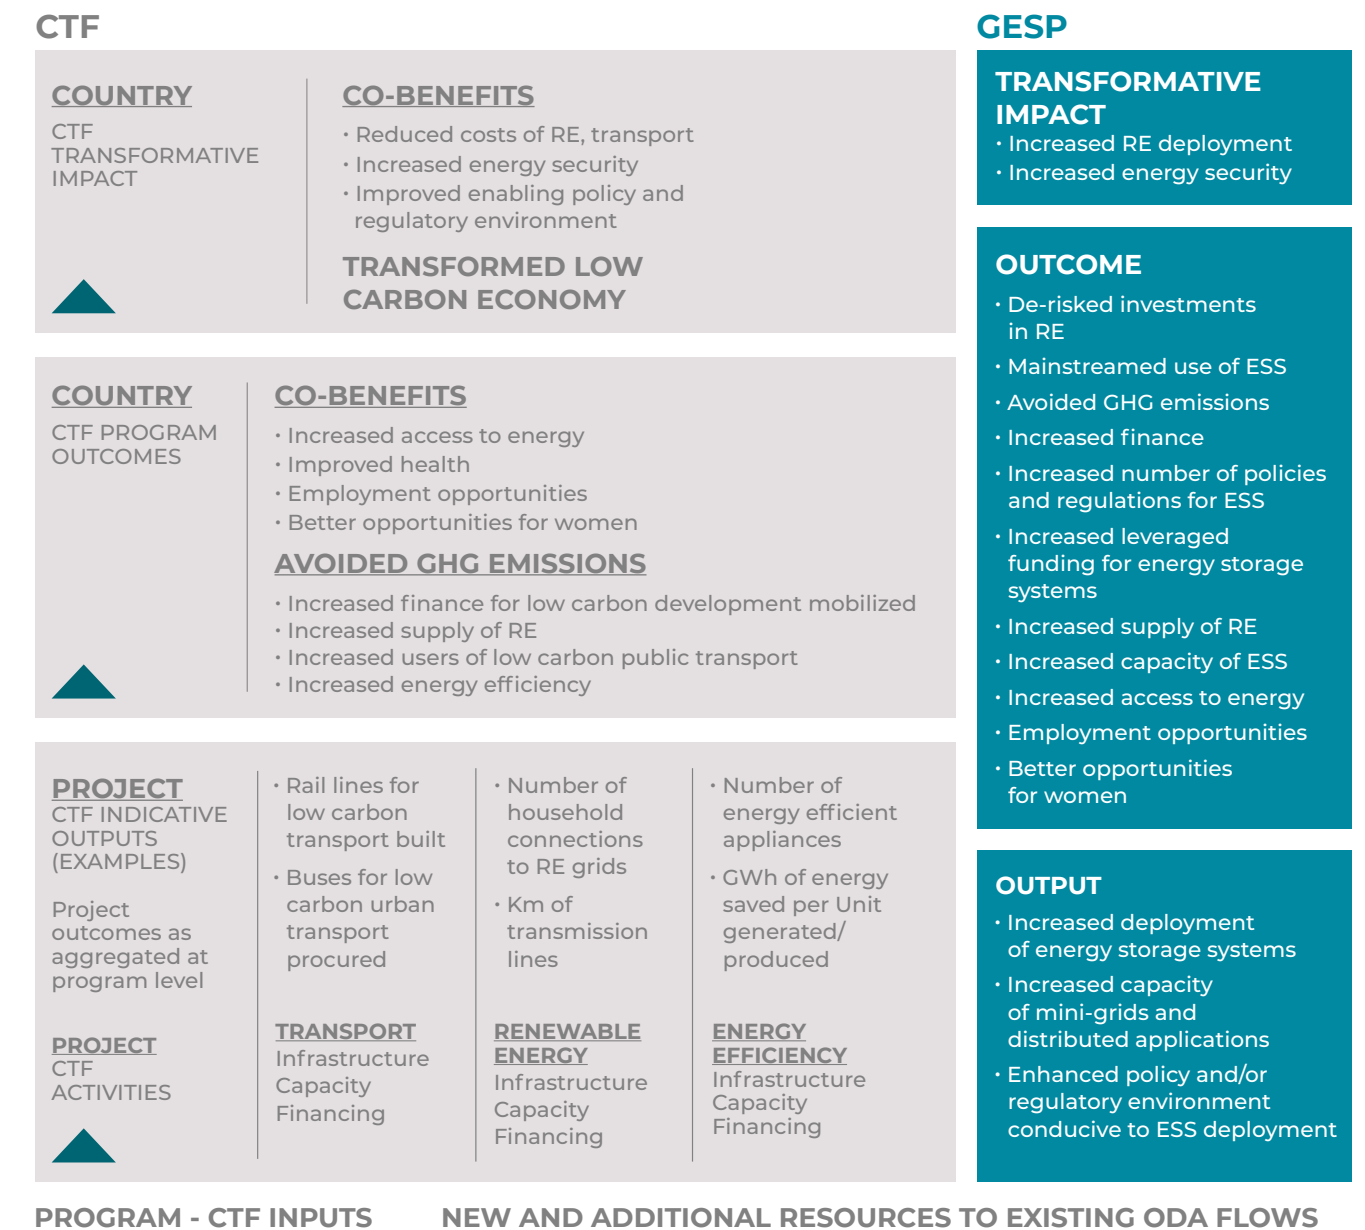 CTF
COUNTRY
CTF
TRANSFORMATIVE
IMPACT
CO-BENEFITS
· Reduced costs of RE, transport
· Increased energy security
· Improved enabling policy and
regulatory environment
TRANSFORMED LOW
CARBON ECONOMY
COUNTRY
CTF PROGRAM
OUTCOMES
CO-BENEFITS
· Increased access to energy
· Improved health
· Employment opportunities
· Better opportunities for women
AVOIDED GHG EMISSIONS
· Increased finance for low carbon development mobilized
· Increased supply of RE
· Increased users of low carbon public transport
· Increased energy efficiency
PROJECT
CTF INDICATIVE
OUTPUTS
(EXAMPLES)
Project
outcomes as
aggregated at
program level
PROJECT
CTF
ACTIVITIES
· Rail lines for
low carbon
transport built
· Buses for low
carbon urban
transport
procured
TRANSPORT
Infrastructure
Capacity
Financing
· Number of
household
connections
to RE grids
· Km of
transmission
lines
RENEWABLE
ENERGY
Infrastructure
Capacity
Financing
· Number of
energy efficient
appliances
· GWh of energy
saved per Unit
generated/
produced
ENERGY
EFFICIENCY
Infrastructure
Capacity
Financing
GESP
TRANSFORMATIVE
IMPACT
· Increased RE deployment
· Increased energy security
OUTCOME
· De-risked investments
in RE
· Mainstreamed use of ESS
· Avoided GHG emissions
· Increased finance
· Increased number of policies
and regulations for ESS
· Increased leveraged
funding for energy storage
systems
· Increased supply of RE
· Increased capacity of ESS
· Increased access to energy
· Employment opportunities
· Better opportunities
for women
OUTPUT
· Increased deployment
of energy storage systems
· Increased capacity
of mini-grids and
distributed applications
· Enhanced policy and/or
regulatory environment
conducive to ESS deployment
PROGRAM - CTF INPUTS
NEW AND ADDITIONAL RESOURCES TO EXISTING ODA FLOWS